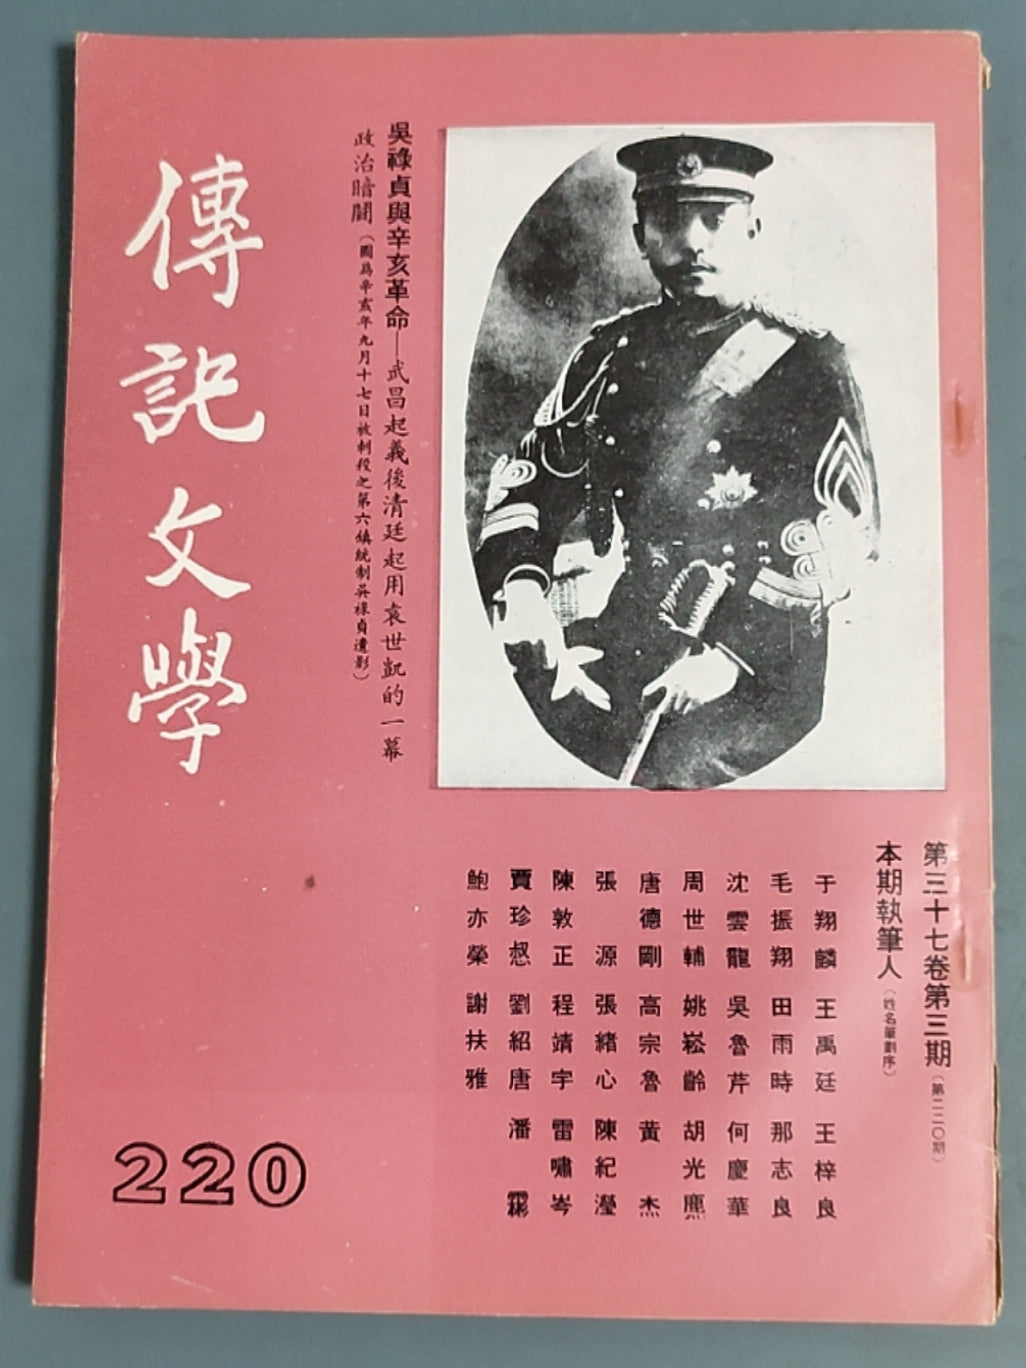 傳記文學
吳祿貞與辛亥革命——武昌起義後清廷起用袁世凱的一幕
政治暗鬪(圖爲辛亥年九月十七日被刺歿之第六鎮統制吳祿貞遺影)
第三十七卷第三期(第二二〇期)
本期執筆人(姓名筆劃序)
于翔麟 王禹廷 王梓良
毛振翔 田雨時 那志良
沈雲龍 吳魯芹 何慶華
周世輔 姚崧齡 胡光麃
唐德剛 高宗魯 黃杰
張源 張緒心 陳紀瀅
陳敦正 程靖宇 雷嘯岑
賈珍惄 劉紹唐 潘霦
鮑亦榮 謝扶雅
220